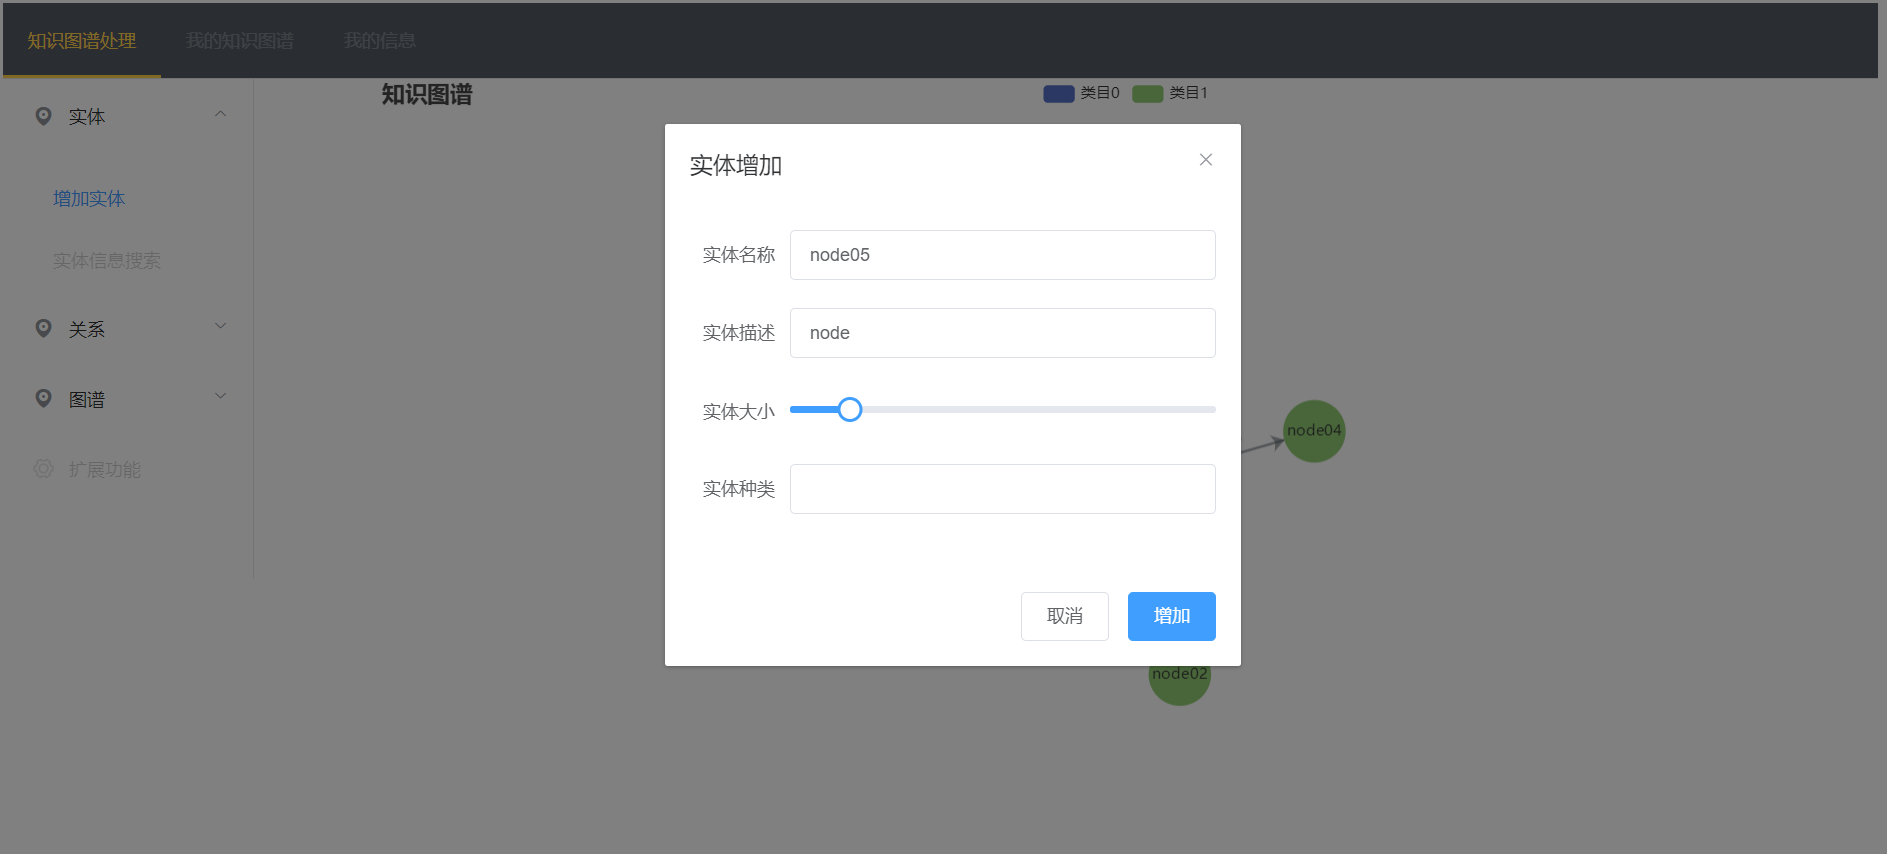 知识图谱处理 我的知识图谱 我的信息
实体
增加实体
实体信息搜索
关系
图谱
扩展功能
知识图谱
类目0 类目1
实体增加
实体名称 node05
实体描述 node
实体大小
实体种类
取消 增加
node04
node02